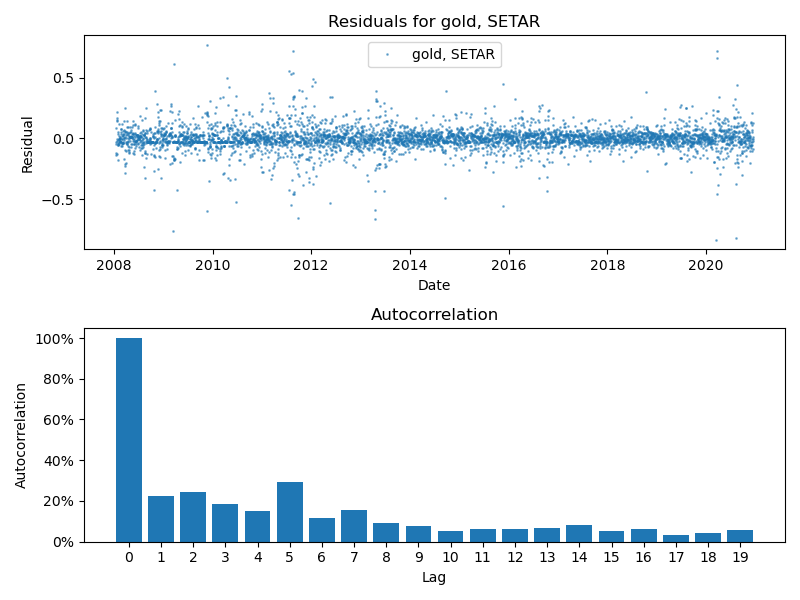 Residuals for gold, SETAR
gold, SETAR
Residual
0.5
0.0
−0.5
2008 2010 2012 2014 2016 2018 2020
Date
Autocorrelation
Autocorrelation
100%
80%
60%
40%
20%
0%
0 1 2 3 4 5 6 7 8 9 10 11 12 13 14 15 16 17 18 19
Lag